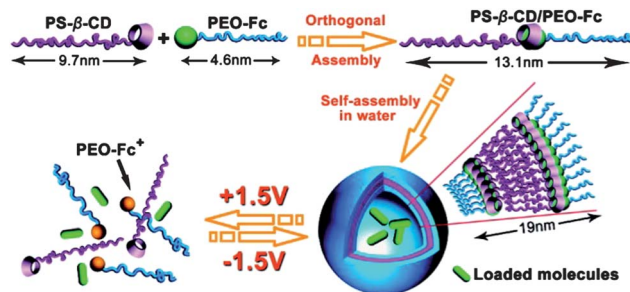 PS-β-CD
PEO-Fc
PS-β-CD/PEO-Fc
+
Orthogonal
Assembly
9.7nm
4.6nm
13.1nm
Self-assembly
in water
PEO-Fc⁺
+1.5V
-1.5V
19nm
Loaded molecules